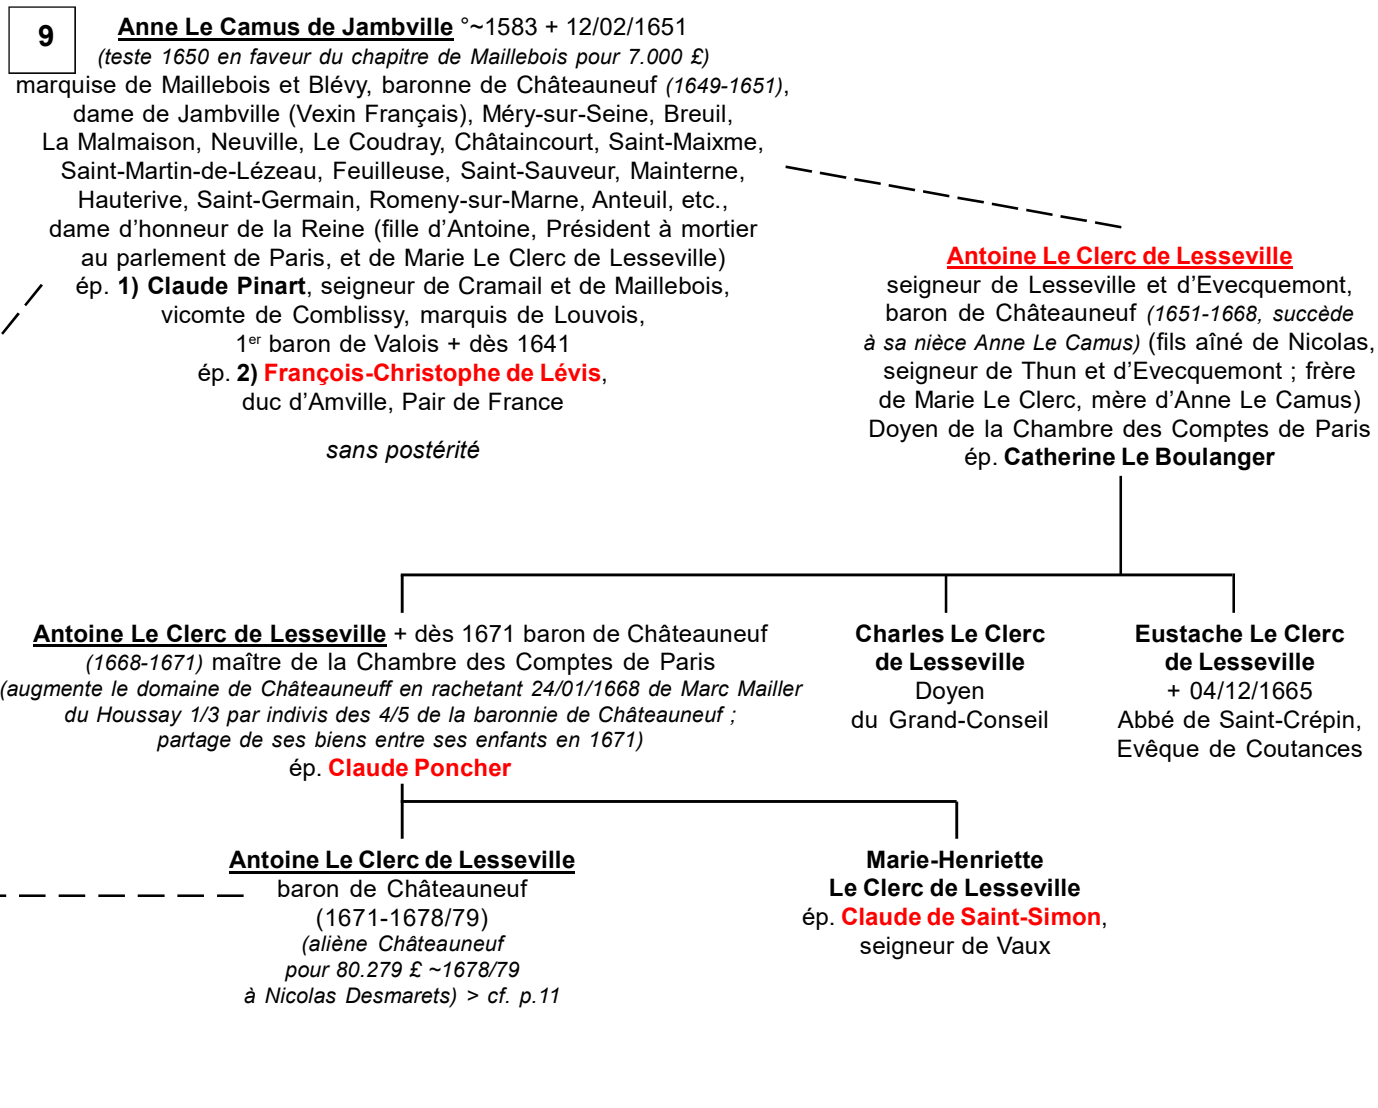 9
Anne Le Camus de Jambville °~1583 + 12/02/1651
(teste 1650 en faveur du chapitre de Maillebois pour 7.000 £)
marquise de Maillebois et Blévy, baronne de Châteauneuf (1649-1651),
dame de Jambville (Vexin Français), Méry-sur-Seine, Breuil,
La Malmaison, Neuville, Le Coudray, Châtaincourt, Saint-Maixme,
Saint-Martin-de-Lézeau, Feuilleuse, Saint-Sauveur, Mainterne,
Hauterive, Saint-Germain, Romeny-sur-Marne, Anteuil, etc.,
dame d’honneur de la Reine (fille d’Antoine, Président à mortier
au parlement de Paris, et de Marie Le Clerc de Lesseville)
ép. 1) Claude Pinart, seigneur de Cramail et de Maillebois,
vicomte de Comblissy, marquis de Louvois,
1er baron de Valois + dès 1641
ép. 2) François-Christophe de Lévis,
duc d’Amville, Pair de France
sans postérité
Antoine Le Clerc de Lesseville
seigneur de Lesseville et d’Evecquemont,
baron de Châteauneuf (1651-1668, succède
à sa nièce Anne Le Camus) (fils aîné de Nicolas,
seigneur de Thun et d’Evecquemont ; frère
de Marie Le Clerc, mère d’Anne Le Camus)
Doyen de la Chambre des Comptes de Paris
ép. Catherine Le Boulanger
Antoine Le Clerc de Lesseville + dès 1671 baron de Châteauneuf
(1668-1671) maître de la Chambre des Comptes de Paris
(augmente le domaine de Châteauneuff en rachetant 24/01/1668 de Marc Mailler
du Houssay 1/3 par indivis des 4/5 de la baronnie de Châteauneuf ;
partage de ses biens entre ses enfants en 1671)
ép. Claude Poncher
Charles Le Clerc
de Lesseville
Doyen
du Grand-Conseil
Eustache Le Clerc
de Lesseville
+ 04/12/1665
Abbé de Saint-Crépin,
Evêque de Coutances
Antoine Le Clerc de Lesseville
baron de Châteauneuf
(1671-1678/79)
(aliène Châteauneuf
pour 80.279 £ ~1678/79
à Nicolas Desmarets) > cf. p.11
Marie-Henriette
Le Clerc de Lesseville
ép. Claude de Saint-Simon,
seigneur de Vaux